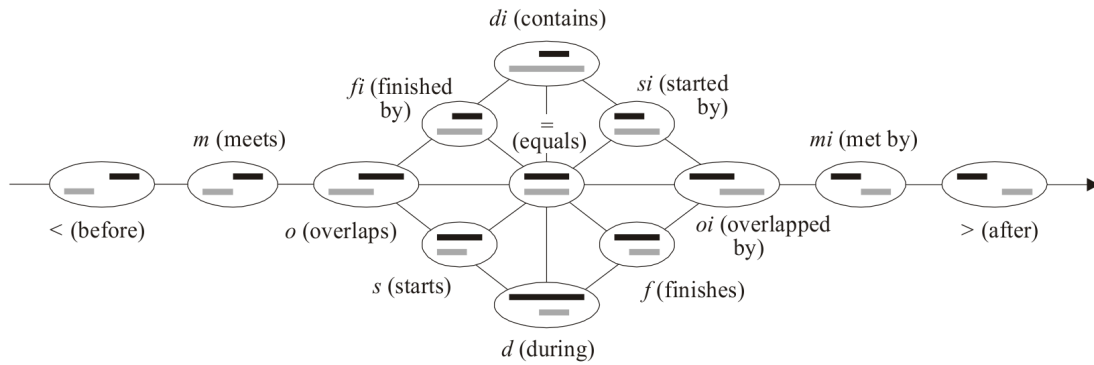 di (contains)
fi (finished
by)
si (started
by)
=
(equals)
m (meets)
mi (met by)
< (before)
o (overlaps)
oi (overlapped
by)
> (after)
s (starts)
f (finishes)
d (during)